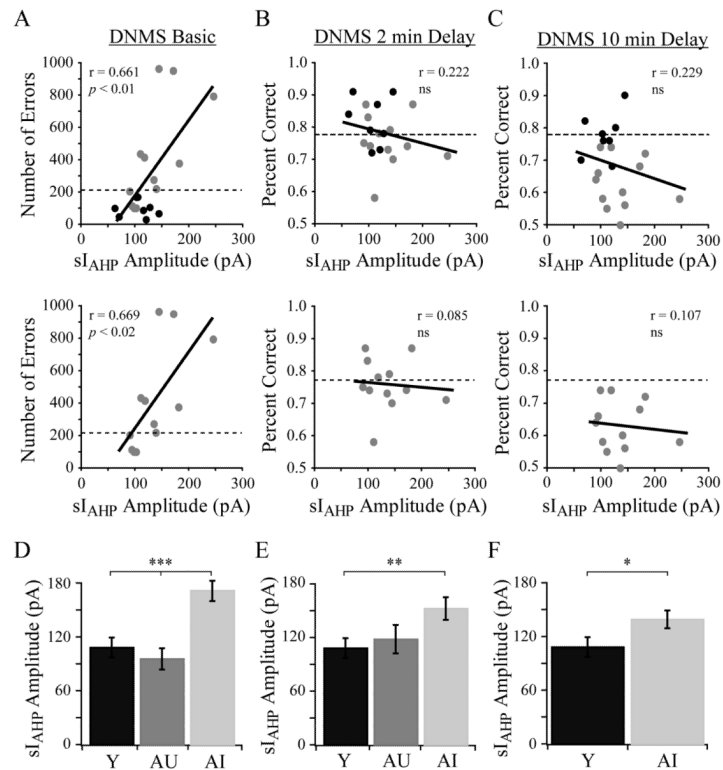 A
DNMS Basic
r = 0.661
p < 0.01
Number of Errors
1000
800
600
400
200
0
0 100 200 300
sIAHP Amplitude (pA)
B
DNMS 2 min Delay
r = 0.222
ns
Percent Correct
1.0
0.9
0.8
0.7
0.6
0.5
0 100 200 300
sIAHP Amplitude (pA)
C
DNMS 10 min Delay
r = 0.229
ns
Percent Correct
1.0
0.9
0.8
0.7
0.6
0.5
0 100 200 300
sIAHP Amplitude (pA)
r = 0.669
p < 0.02
Number of Errors
1000
800
600
400
200
0
0 100 200 300
sIAHP Amplitude (pA)
r = 0.085
ns
Percent Correct
1.0
0.9
0.8
0.7
0.6
0.5
0 100 200 300
sIAHP Amplitude (pA)
r = 0.107
ns
Percent Correct
1.0
0.9
0.8
0.7
0.6
0.5
0 100 200 300
sIAHP Amplitude (pA)
D
***
sIAHP Amplitude (pA)
180
120
60
0
Y AU AI
E
**
sIAHP Amplitude (pA)
180
120
60
0
Y AU AI
F
*
sIAHP Amplitude (pA)
180
120
60
0
Y AI